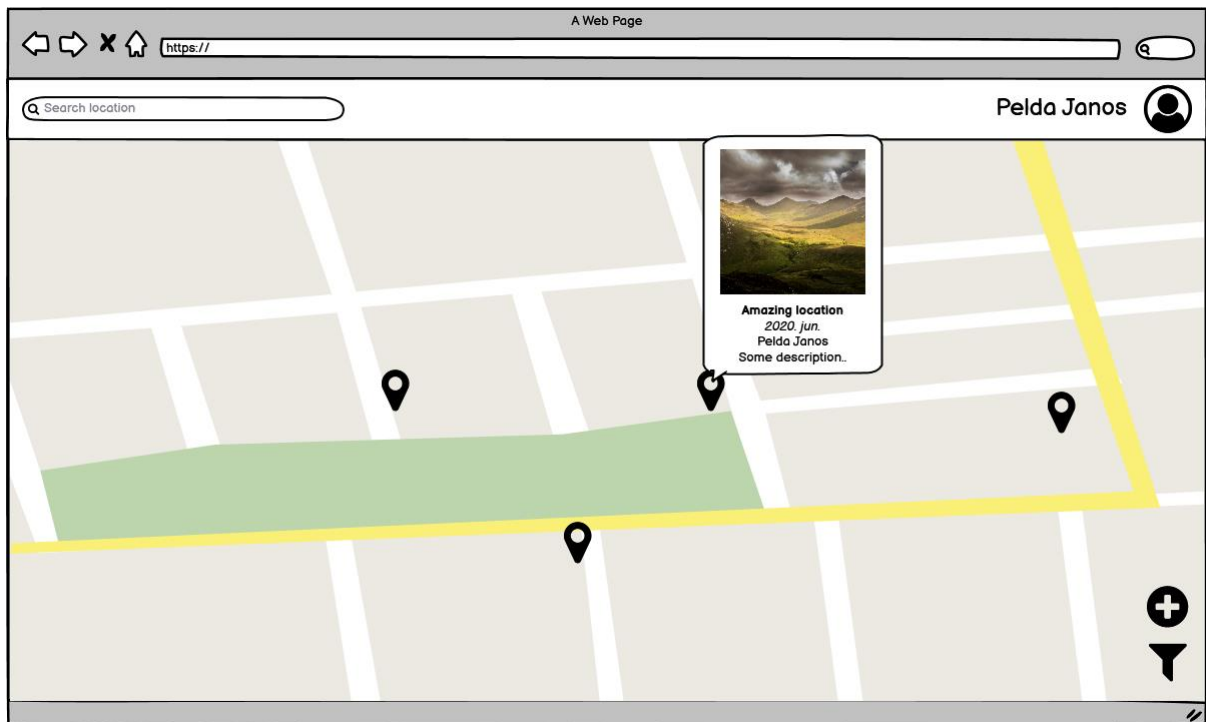 A Web Page
https://
Search location
Pelda Janos
Amazing location
2020. jun.
Pelda Janos
Some description..